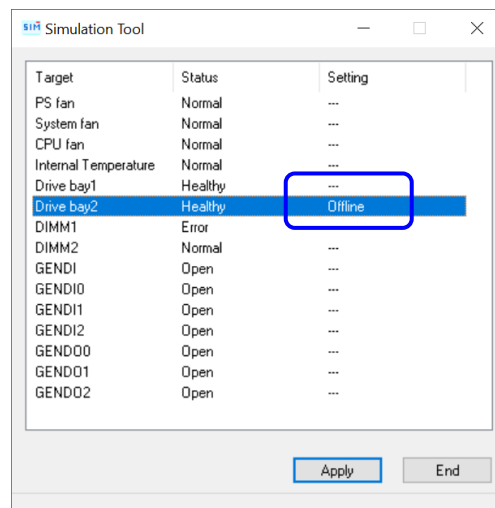 SIM Simulation Tool
Target Status Setting
PS fan Normal ---
System fan Normal ---
CPU fan Normal ---
Internal Temperature Normal ---
Drive bay1 Healthy ---
Drive bay2 Healthy Offline
DIMM1 Error
DIMM2 Normal ---
GENDI Open ---
GENDI0 Open ---
GENDI1 Open ---
GENDI2 Open ---
GENDO0 Open ---
GENDO1 Open ---
GENDO2 Open ---
Apply End